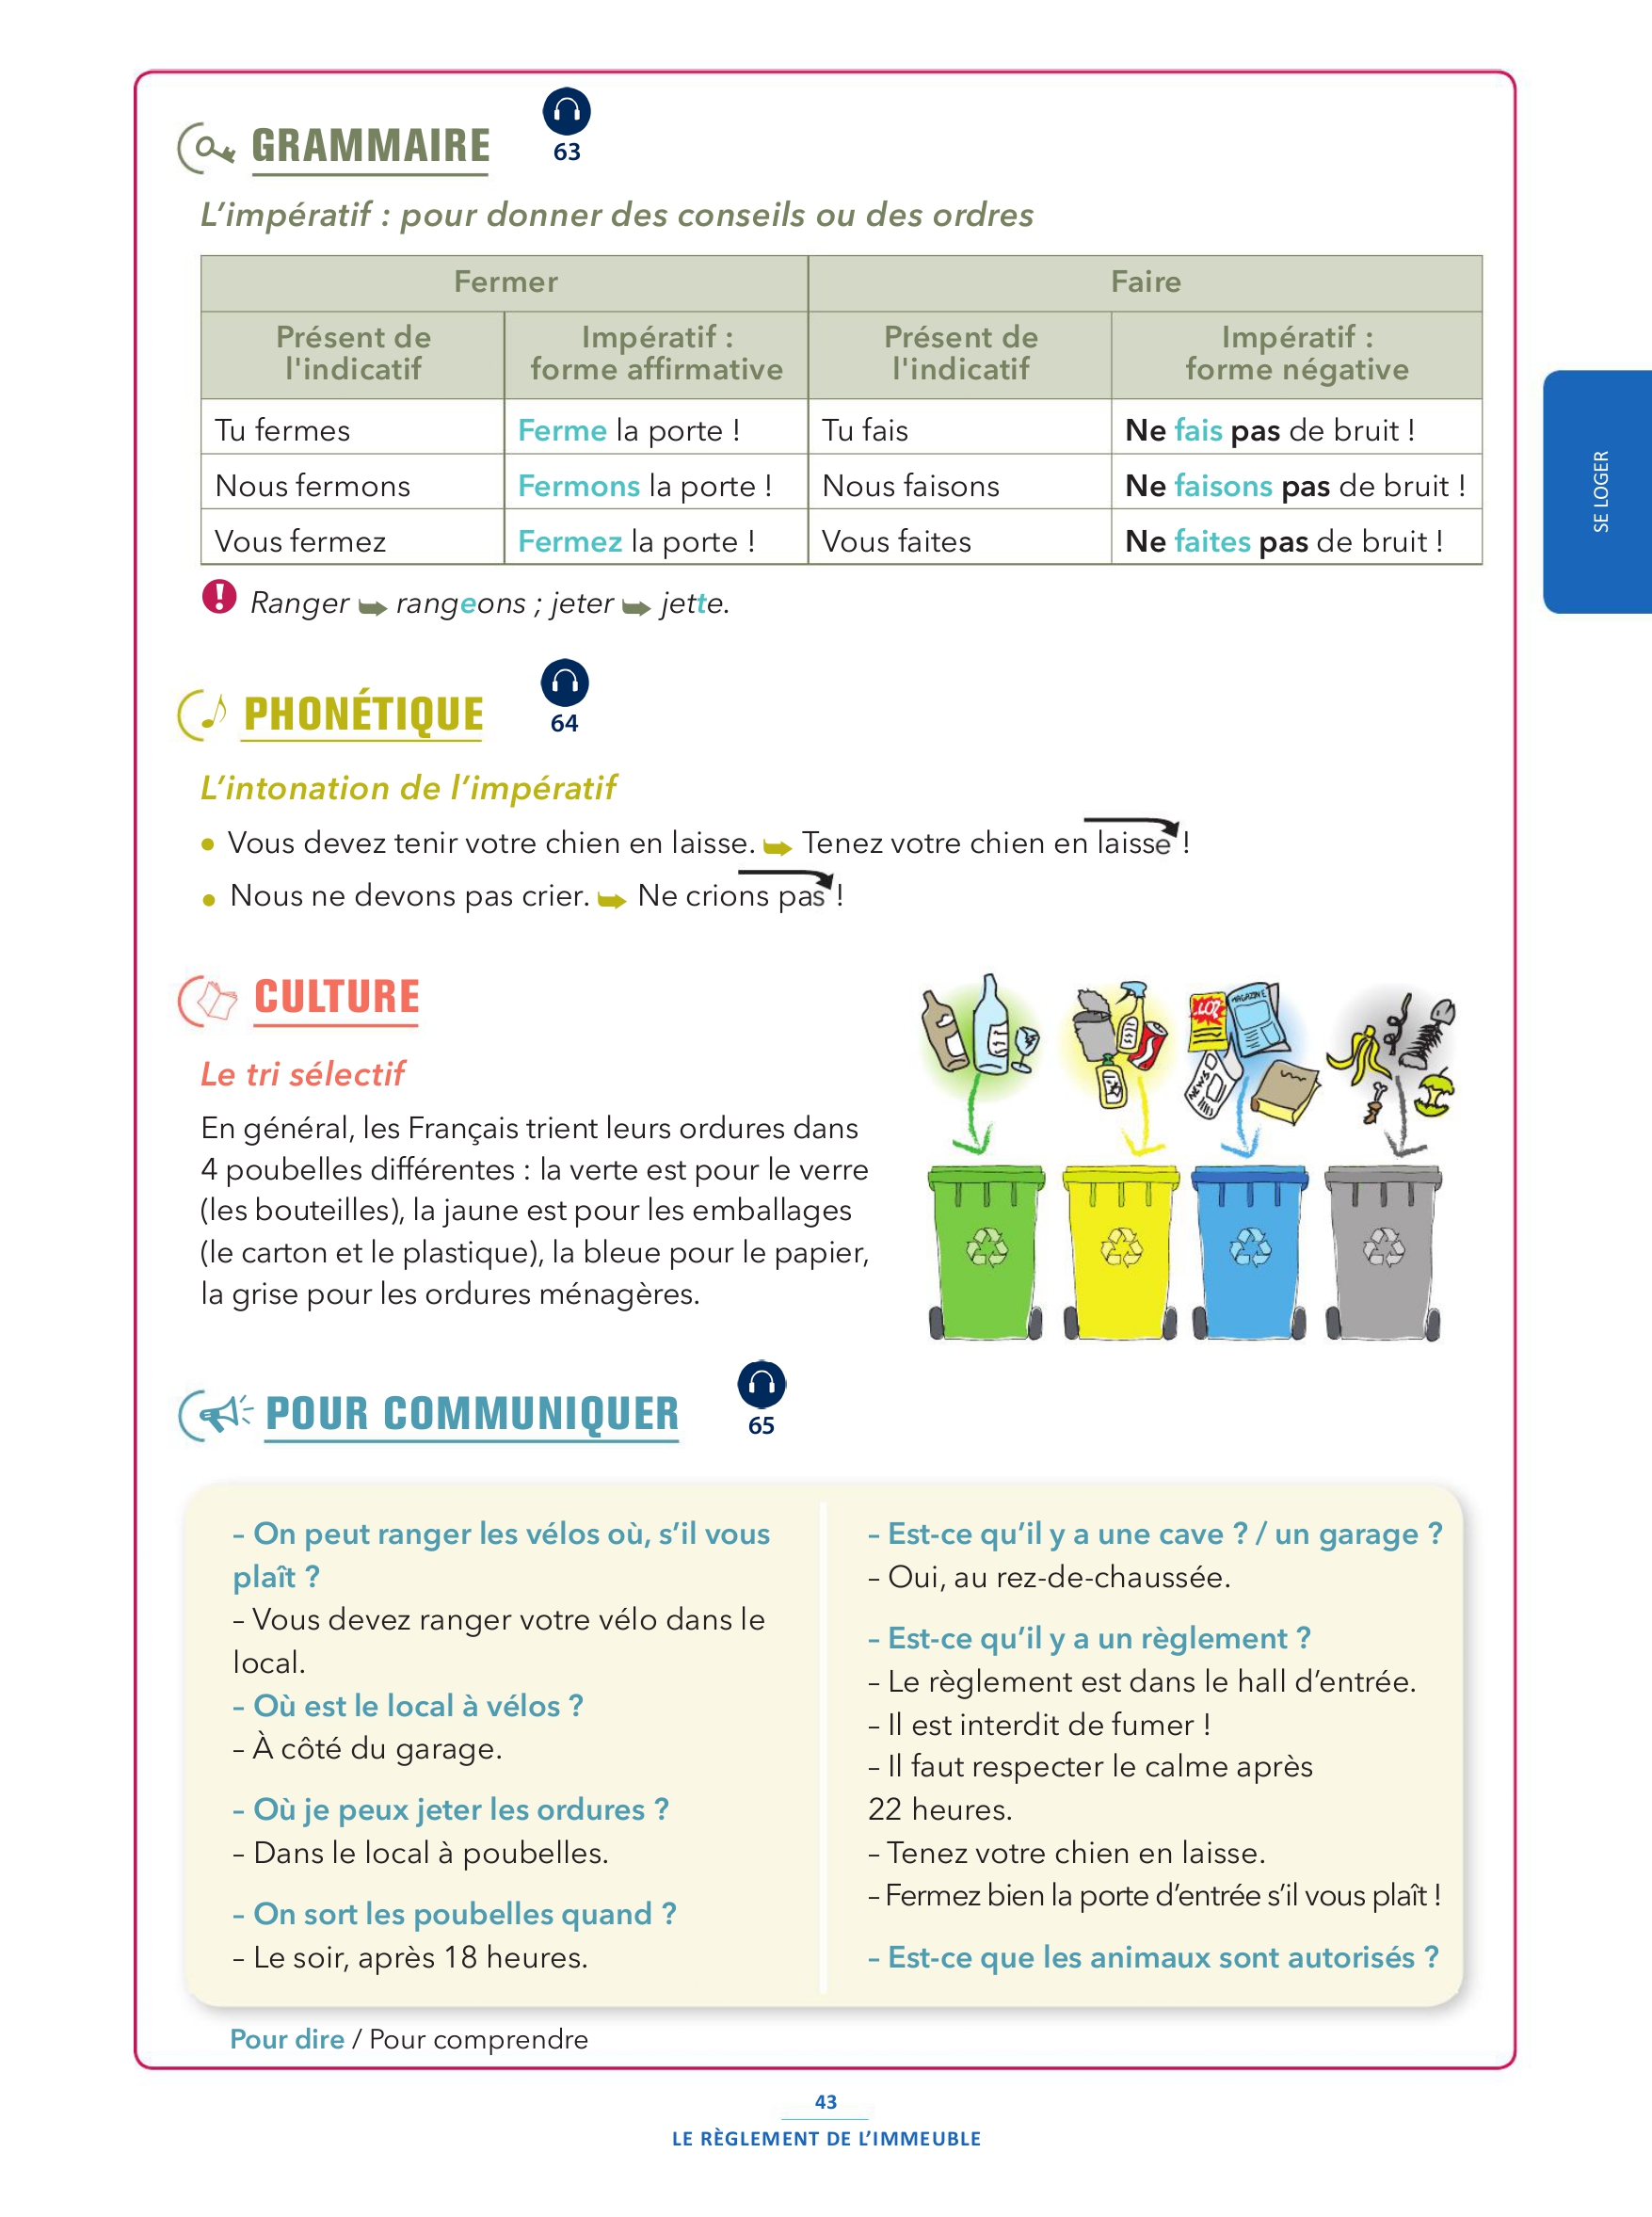 GRAMMAIRE
63
L’impératif : pour donner des conseils ou des ordres
Fermer
Faire
Présent de l'indicatif
Impératif : forme affirmative
Présent de l'indicatif
Impératif : forme négative
Tu fermes
Ferme la porte !
Tu fais
Ne fais pas de bruit !
Nous fermons
Fermons la porte !
Nous faisons
Ne faisons pas de bruit !
Vous fermez
Fermez la porte !
Vous faites
Ne faites pas de bruit !
! Ranger ➥ rangeons ; jeter ➥ jette.
SE LOGER
PHONÉTIQUE
64
L’intonation de l’impératif
• Vous devez tenir votre chien en laisse. ➥ Tenez votre chien en laisse !
• Nous ne devons pas crier. ➥ Ne crions pas !
CULTURE
Le tri sélectif
En général, les Français trient leurs ordures dans
4 poubelles différentes : la verte est pour le verre
(les bouteilles), la jaune est pour les emballages
(le carton et le plastique), la bleue pour le papier,
la grise pour les ordures ménagères.
MAGAZINE
NEWS
POUR COMMUNIQUER
65
– On peut ranger les vélos où, s’il vous
plaît ?
– Vous devez ranger votre vélo dans le
local.
– Où est le local à vélos ?
– À côté du garage.
– Où je peux jeter les ordures ?
– Dans le local à poubelles.
– On sort les poubelles quand ?
– Le soir, après 18 heures.
– Est-ce qu’il y a une cave ? / un garage ?
– Oui, au rez-de-chaussée.
– Est-ce qu’il y a un règlement ?
– Le règlement est dans le hall d’entrée.
– Il est interdit de fumer !
– Il faut respecter le calme après
22 heures.
– Tenez votre chien en laisse.
– Fermez bien la porte d’entrée s’il vous plaît !
– Est-ce que les animaux sont autorisés ?
Pour dire / Pour comprendre
43
LE RÈGLEMENT DE L’IMMEUBLE